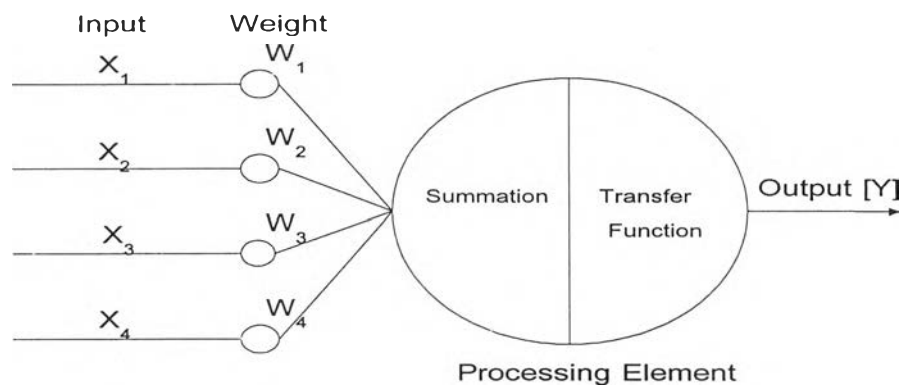 Input Weight
X1 W1
X2 W2
X3 W3
X4 W4
Summation
Transfer
Function
Output [Y]
Processing Element